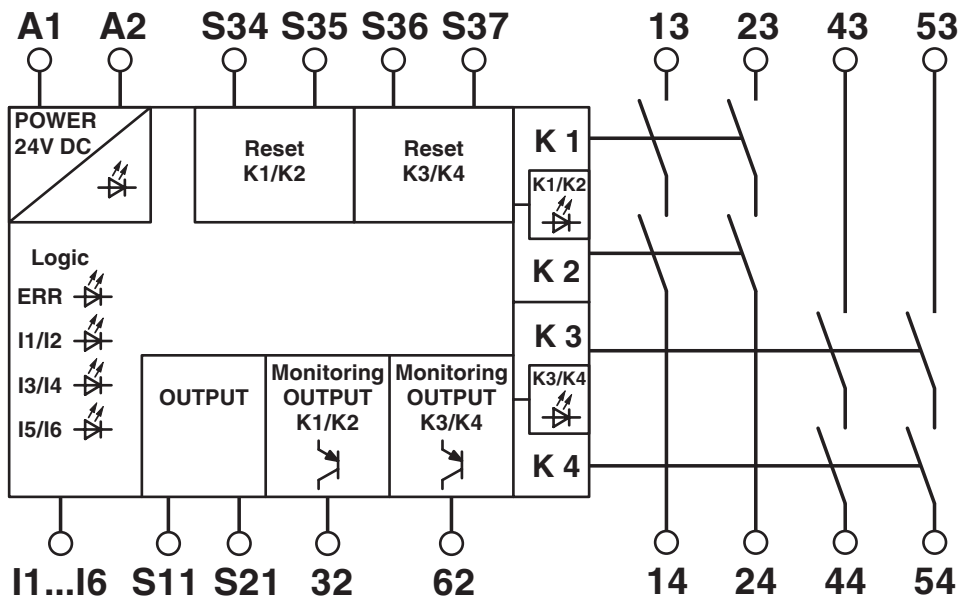 A1 A2 S34 S35 S36 S37 13 23 43 53
POWER
24V DC
Reset
K1/K2
Reset
K3/K4
K 1
K1/K2
K 2
Logic
ERR
I1/I2
I3/I4
I5/I6
K 3
K3/K4
K 4
OUTPUT
Monitoring
OUTPUT
K1/K2
Monitoring
OUTPUT
K3/K4
I1...I6 S11 S21 32 62 14 24 44 54